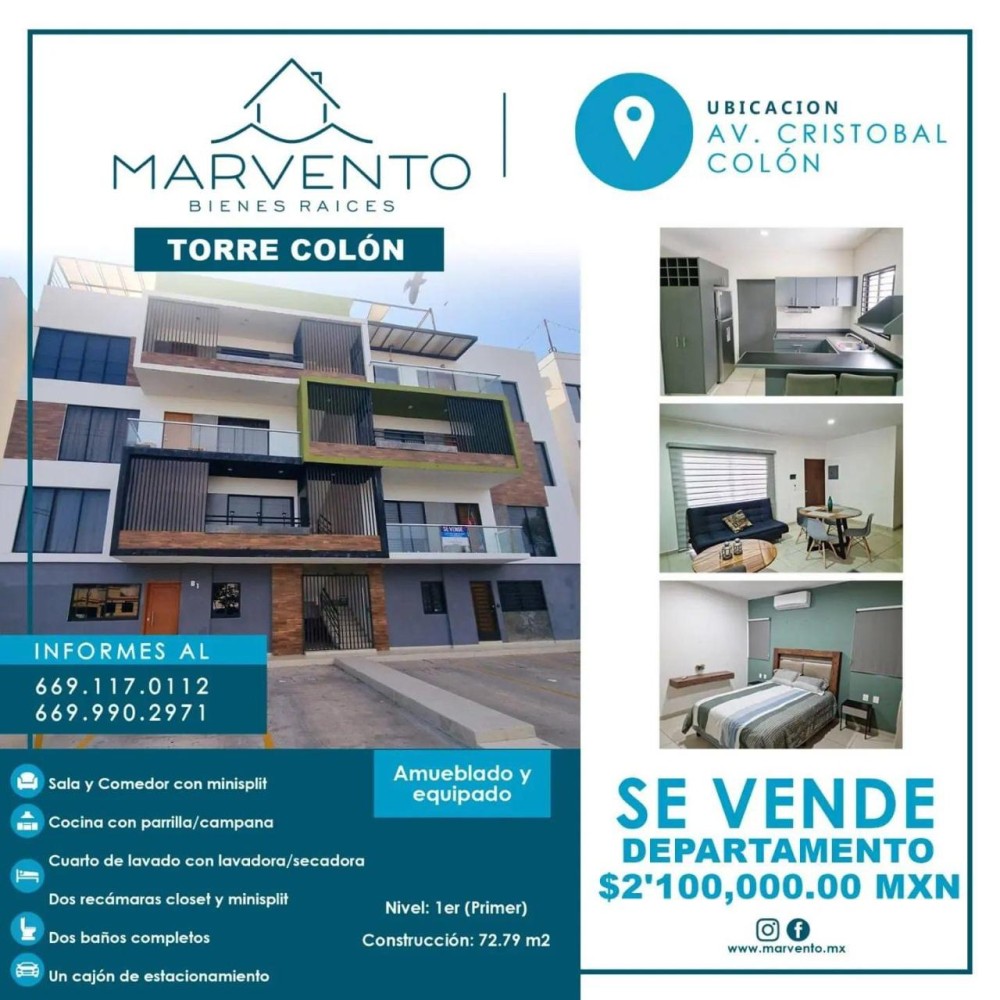 MARVENTO
BIENES RAICES
TORRE COLÓN
UBICACION
AV. CRISTOBAL
COLÓN
SE VENDE
INFORMES AL
669.117.0112
669.990.2971
Sala y Comedor con minisplit
Cocina con parrilla/campana
Cuarto de lavado con lavadora/secadora
Dos recámaras closet y minisplit
Dos baños completos
Un cajón de estacionamiento
Amueblado y
equipado
Nivel: 1er (Primer)
Construcción: 72.79 m2
SE VENDE
DEPARTAMENTO
$2'100,000.00 MXN
www.marvento.mx